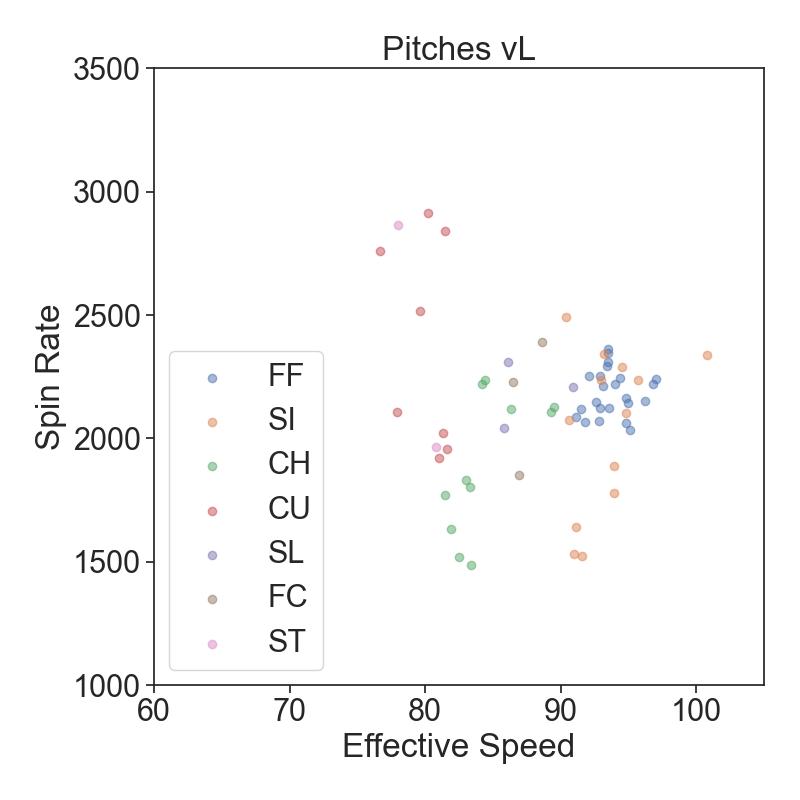 Pitches vL
3500
3000
2500
2000
1500
1000
Spin Rate
FF
SI
CH
CU
SL
FC
ST
60 70 80 90 100
Effective Speed